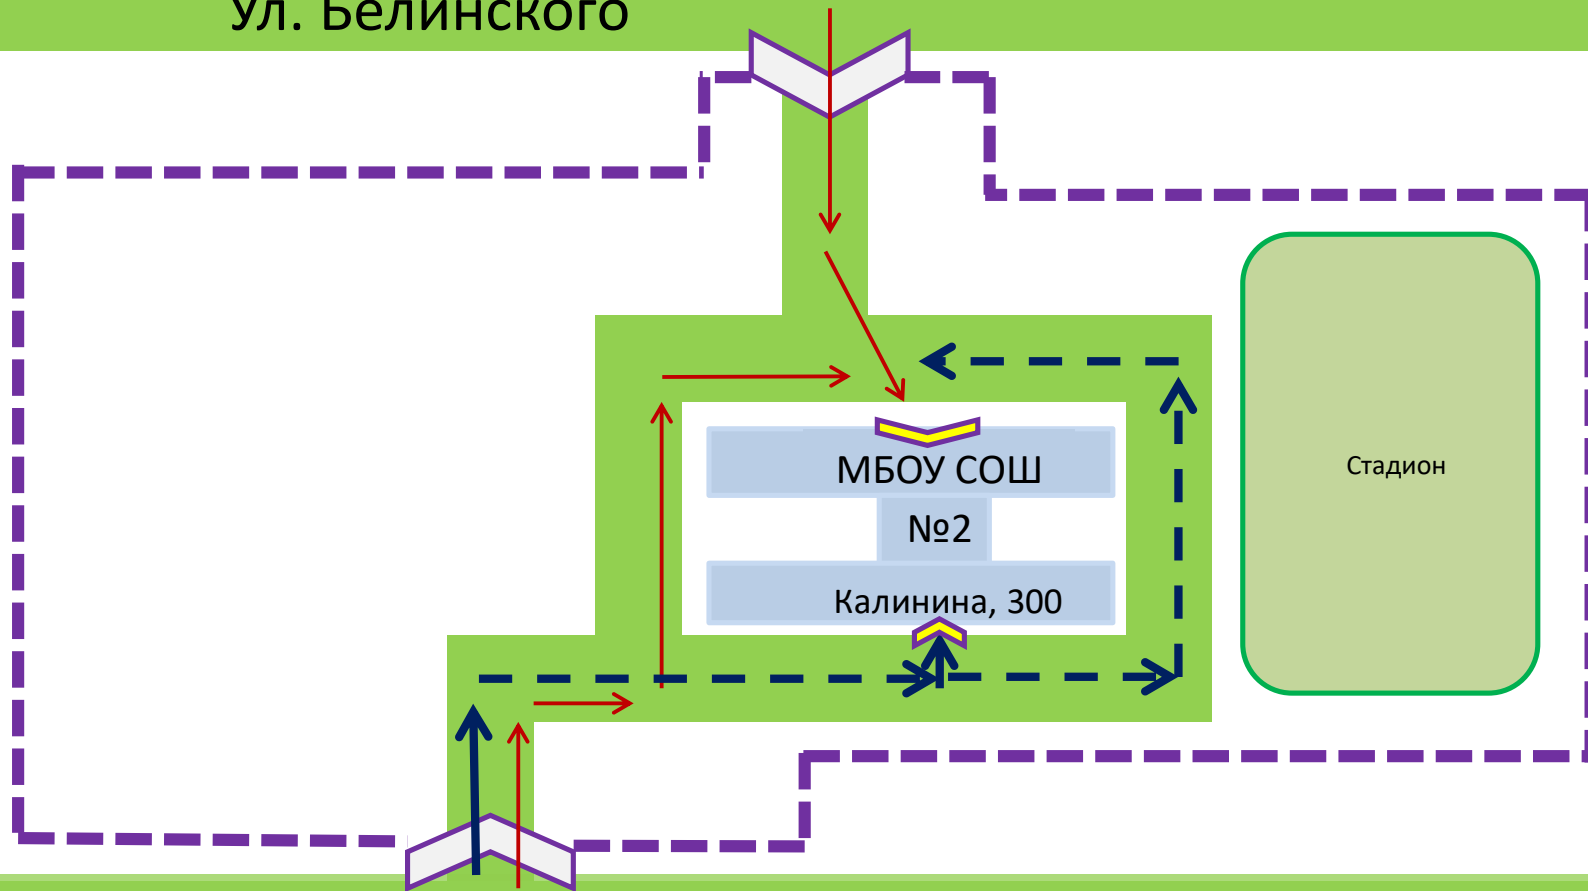 Ул. Белинского
МБОУ СОШ
№2
Калинина, 300
Стадион